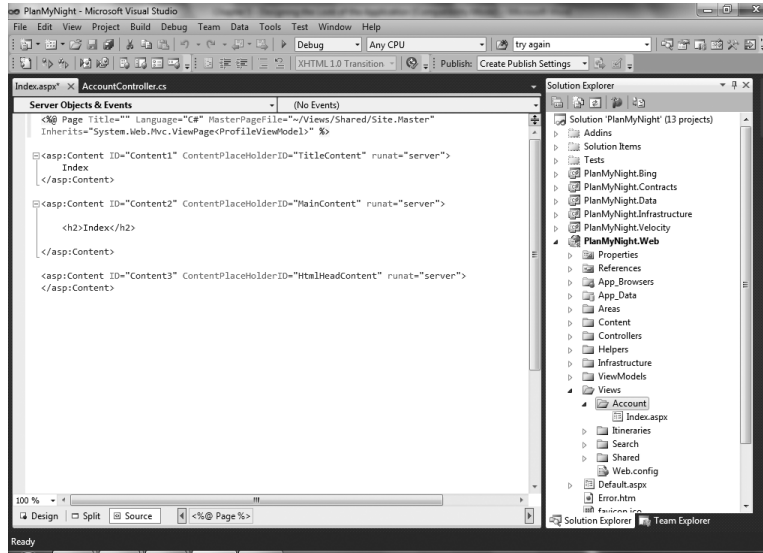 PlanMyNight - Microsoft Visual Studio
File Edit View Project Build Debug Team Data Tools Test Window Help
Debug Any CPU try again
XHTML 1.0 Transition Publish: Create Publish Settings
Index.aspx* X AccountController.cs
Server Objects & Events (No Events)
<%@ Page Title="" Language="C#" MasterPageFile="~/Views/Shared/Site.Master"
Inherits="System.Web.Mvc.ViewPage<ProfileViewModel>" %>
<asp:Content ID="Content1" ContentPlaceHolderID="TitleContent" runat="server">
Index
</asp:Content>
<asp:Content ID="Content2" ContentPlaceHolderID="MainContent" runat="server">
<h2>Index</h2>
</asp:Content>
<asp:Content ID="Content3" ContentPlaceHolderID="HtmlHeadContent" runat="server">
</asp:Content>
100 %
Design Split Source <%@ Page %>
Solution Explorer
Solution 'PlanMyNight' (13 projects)
Addins
Solution Items
Tests
PlanMyNight.Bing
PlanMyNight.Contracts
PlanMyNight.Data
PlanMyNight.Infrastructure
PlanMyNight.Velocity
PlanMyNight.Web
Properties
References
App_Browsers
App_Data
Areas
Content
Controllers
Helpers
Infrastructure
ViewModels
Views
Account
Index.aspx
Itineraries
Search
Shared
Web.config
Default.aspx
Error.htm
favicon.ico
Solution Explorer Team Explorer
Ready